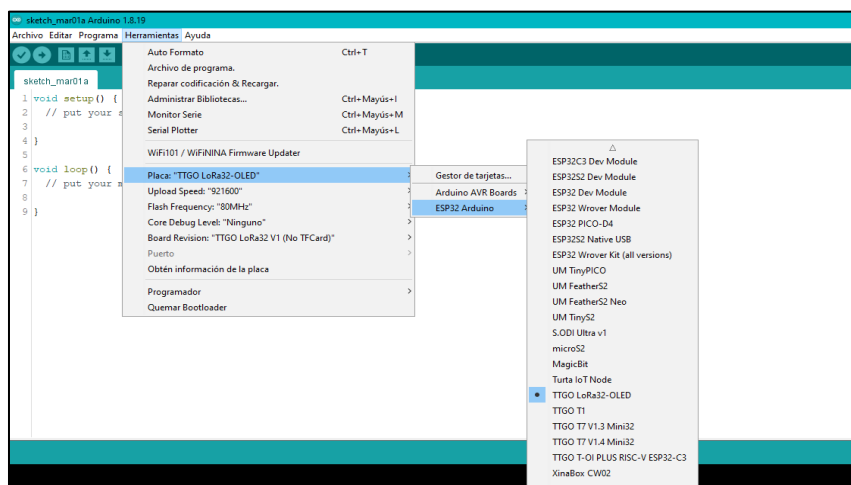 sketch_mar01a Arduino 1.8.19
Archivo Editar Programa Herramientas Ayuda
sketch_mar01a
1 void setup() {
2 // put your s
3
4 }
5
6 void loop() {
7 // put your m
8
9 }
Auto Formato Ctrl+T
Archivo de programa.
Reparar codificación & Recargar.
Administrar Bibliotecas... Ctrl+Mayús+I
Monitor Serie Ctrl+Mayús+M
Serial Plotter Ctrl+Mayús+L
WiFi101 / WiFiNINA Firmware Updater
Placa: "TTGO LoRa32-OLED"
Upload Speed: "921600"
Flash Frequency: "80MHz"
Core Debug Level: "Ninguno"
Board Revision: "TTGO LoRa32 V1 (No TFCard)"
Puerto
Obtén información de la placa
Programador
Quemar Bootloader
Gestor de tarjetas...
Arduino AVR Boards
ESP32 Arduino
ESP32C3 Dev Module
ESP32S2 Dev Module
ESP32 Dev Module
ESP32 Wrover Module
ESP32 PICO-D4
ESP32S2 Native USB
ESP32 Wrover Kit (all versions)
UM TinyPICO
UM FeatherS2
UM FeatherS2 Neo
UM TinyS2
S.ODI Ultra v1
microS2
MagicBit
Turta IoT Node
TTGO LoRa32-OLED
TTGO T1
TTGO T7 V1.3 Mini32
TTGO T7 V1.4 Mini32
TTGO T-OI PLUS RISC-V ESP32-C3
XinaBox CW02